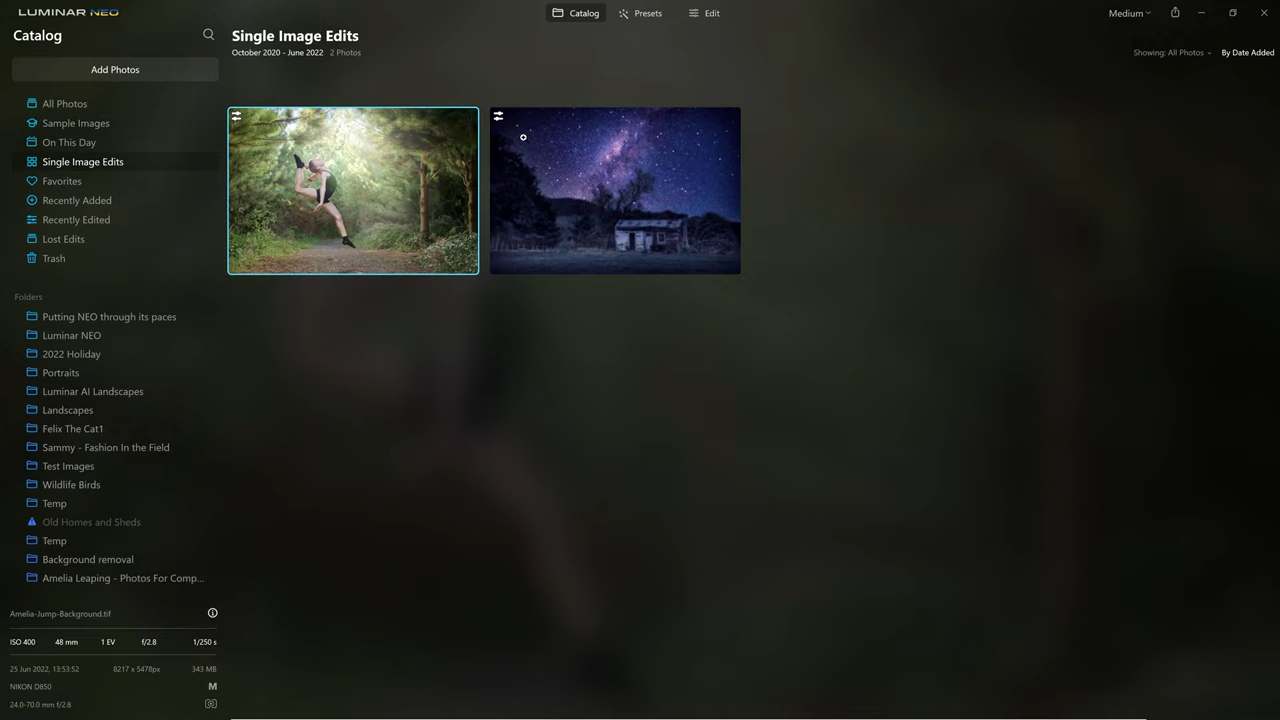 LUMINAR NEO
Catalog
Presets
Edit
Medium
Catalog
Add Photos
All Photos
Sample Images
On This Day
Single Image Edits
Favorites
Recently Added
Recently Edited
Lost Edits
Trash
Folders
Putting NEO through its paces
Luminar NEO
2022 Holiday
Portraits
Luminar AI Landscapes
Landscapes
Felix The Cat1
Sammy - Fashion In the Field
Test Images
Wildlife Birds
Temp
Old Homes and Sheds
Temp
Background removal
Amelia Leaping - Photos For Comp...
Amelia-Jump-Background.tif
ISO 400 48 mm 1 EV f/2.8 1/250 s
25 Jun 2022, 13:53:52 8217 x 5478px 343 MB
NIKON D850 M
24.0-70.0 mm f/2.8
Single Image Edits
October 2020 - June 2022 2 Photos
Showing: All Photos By Date Added